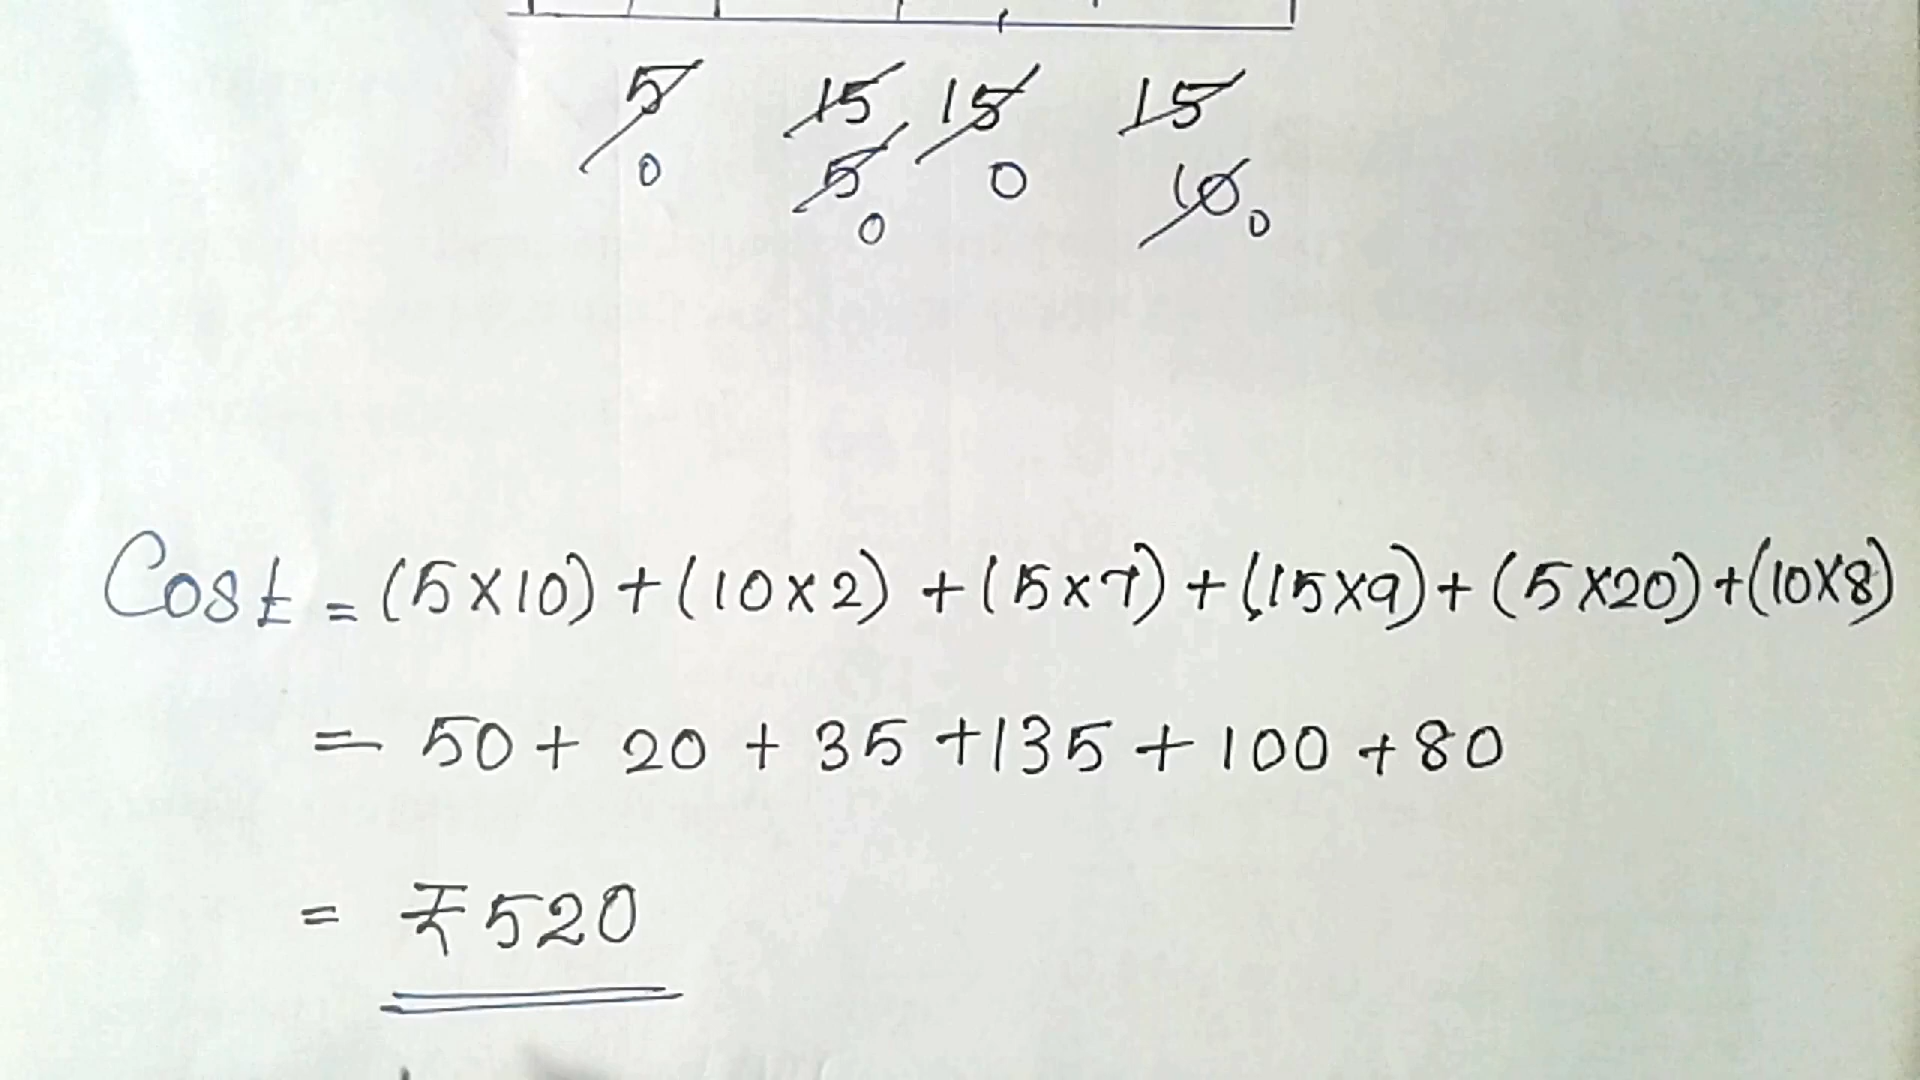 5 15 15 15
0 5 0 10
0 0
Cost = (5×10) + (10×2) + (5×7) + (15×9) + (5×20) + (10×8)
= 50 + 20 + 35 + 135 + 100 + 80
= ₹520